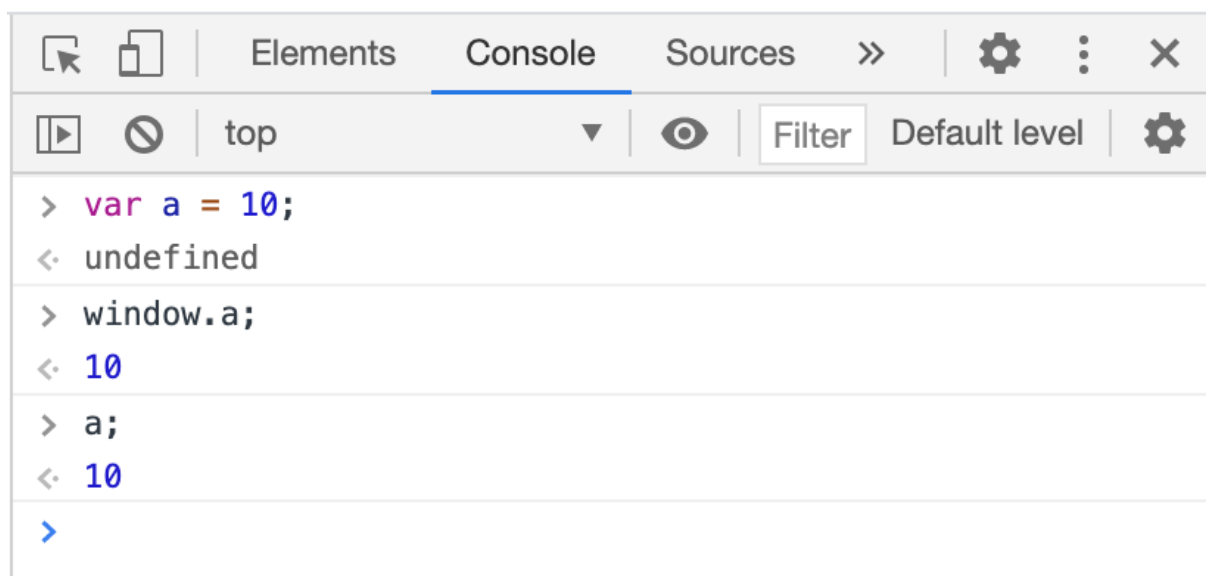 Elements Console Sources »
top ▼ Filter Default level
> var a = 10;
<· undefined
> window.a;
<· 10
> a;
<· 10
>